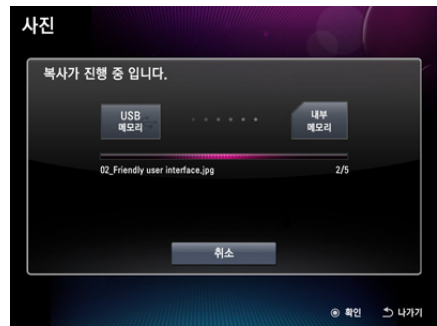 사진
복사가 진행 중 입니다.
USB
메모리
내부
메모리
02_Friendly user interface.jpg 2/5
취소
확인 나가기